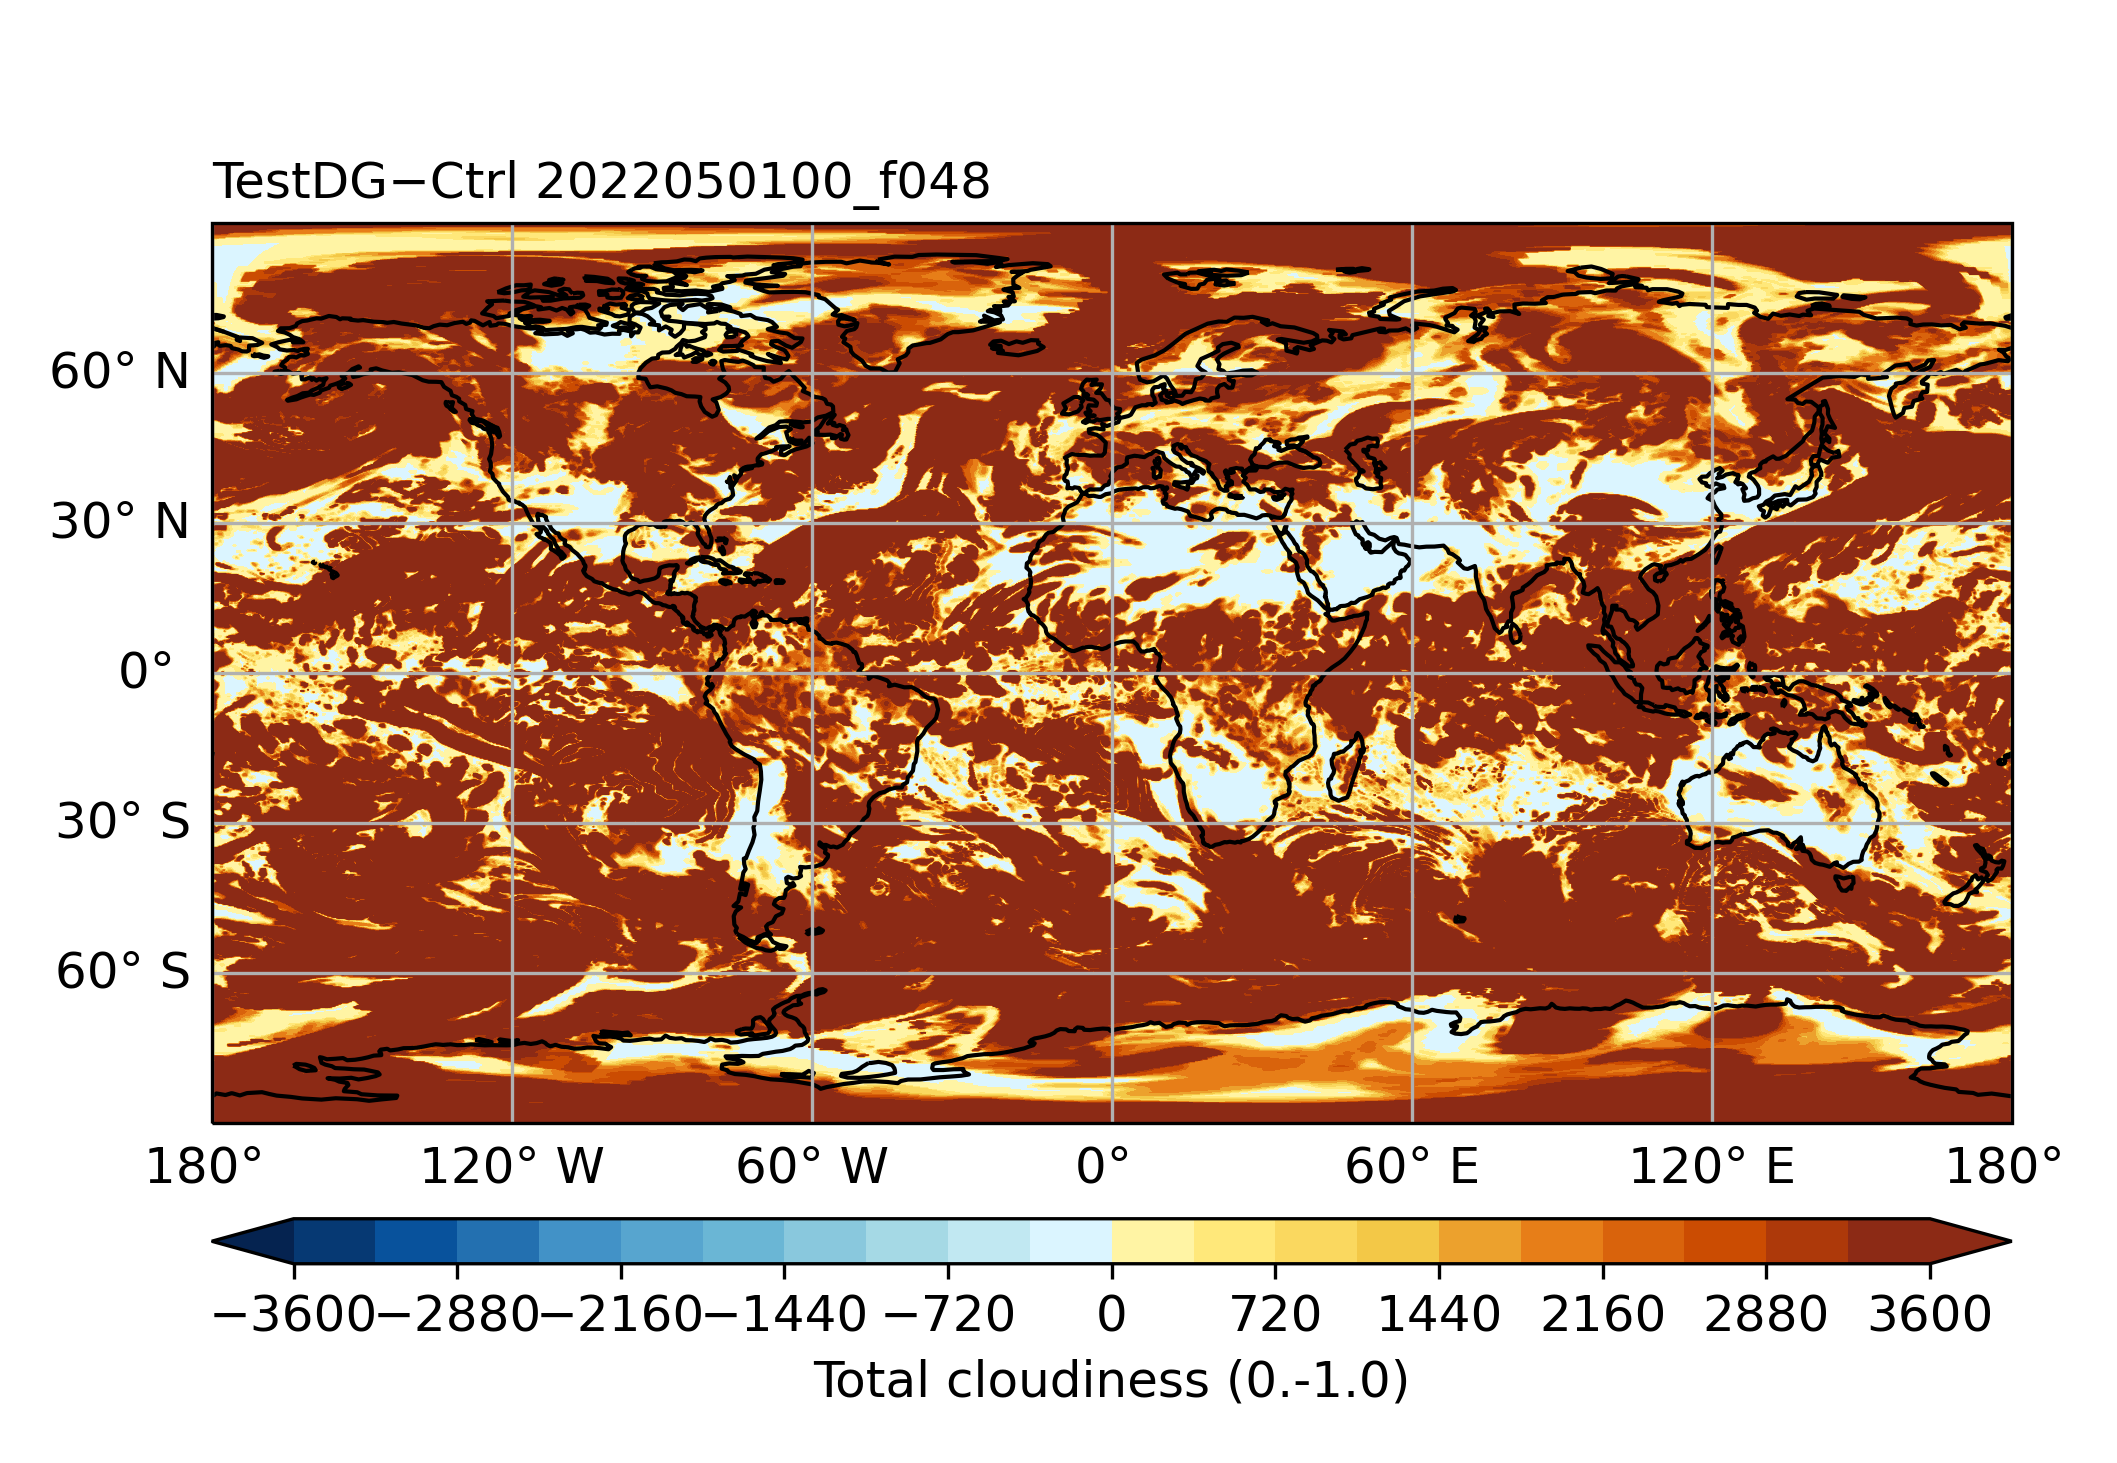 TestDG−Ctrl 2022050100_f048
60° N
30° N
0°
30° S
60° S
180° 120° W 60° W 0° 60° E 120° E 180°
−3600 −2880 −2160 −1440 −720 0 720 1440 2160 2880 3600
Total cloudiness (0.-1.0)